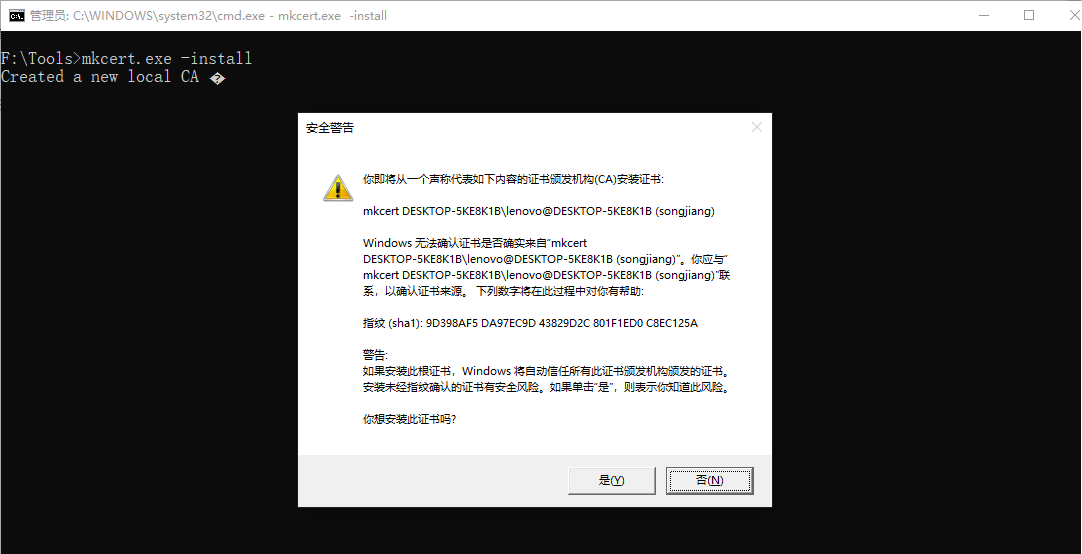 管理员: C:\WINDOWS\system32\cmd.exe - mkcert.exe  -install
F:\Tools>mkcert.exe -install
Created a new local CA �
安全警告
你即将从一个声称代表如下内容的证书颁发机构(CA)安装证书:
mkcert DESKTOP-5KE8K1B\lenovo@DESKTOP-5KE8K1B (songjiang)
Windows 无法确认证书是否确实来自“mkcert
DESKTOP-5KE8K1B\lenovo@DESKTOP-5KE8K1B (songjiang)”。你应与“
mkcert DESKTOP-5KE8K1B\lenovo@DESKTOP-5KE8K1B (songjiang)”联
系，以确认证书来源。 下列数字将在此过程中对你有帮助:
指纹 (sha1): 9D398AF5 DA97EC9D 43829D2C 801F1ED0 C8EC125A
警告:
如果安装此根证书，Windows 将自动信任所有此证书颁发机构颁发的证书。
安装未经指纹确认的证书有安全风险。如果单击“是”，则表示你知道此风险。
你想安装此证书吗?
是(Y)
否(N)